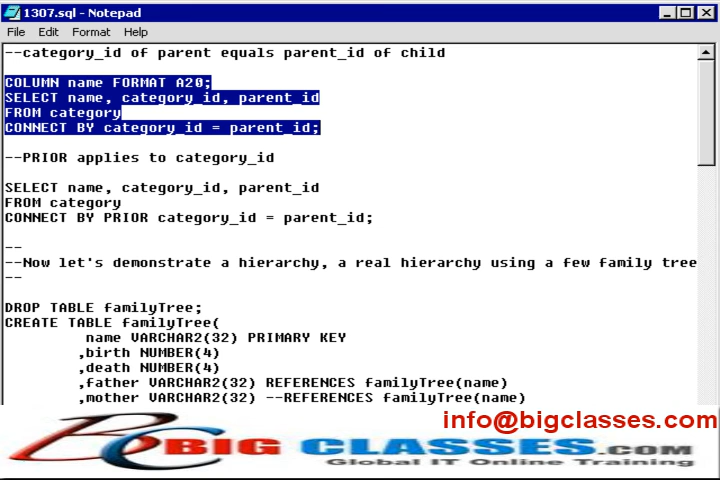 1307.sql - Notepad
File Edit Format Help
--category_id of parent equals parent_id of child
COLUMN name FORMAT A20;
SELECT name, category_id, parent_id
FROM category
CONNECT BY category_id = parent_id;
--PRIOR applies to category_id
SELECT name, category_id, parent_id
FROM category
CONNECT BY PRIOR category_id = parent_id;
--
--Now let's demonstrate a hierarchy, a real hierarchy using a few family tree
--
DROP TABLE familyTree;
CREATE TABLE familyTree(
name VARCHAR2(32) PRIMARY KEY
,birth NUMBER(4)
,death NUMBER(4)
,father VARCHAR2(32) REFERENCES familyTree(name)
,mother VARCHAR2(32) --REFERENCES familyTree(name)
info@bigclasses.com
BC BIG CLASSES.COM
Global IT Online Training